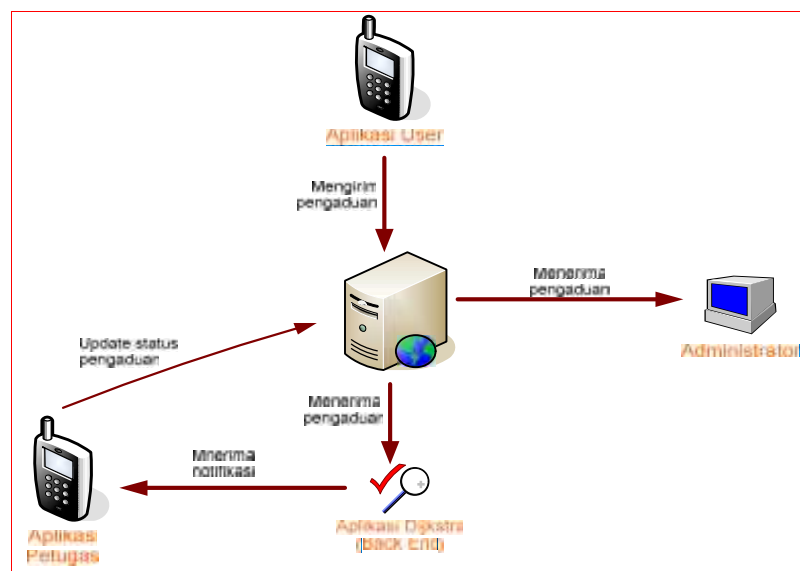 Aplikasi User
Mengirim
pengaduan
Menerima
pengaduan
Administrator
Update status
pengaduan
Menerima
pengaduan
Mnerima
notifikasi
Aplikasi Dijkstra
(Back End)
Aplikasi
Petugas